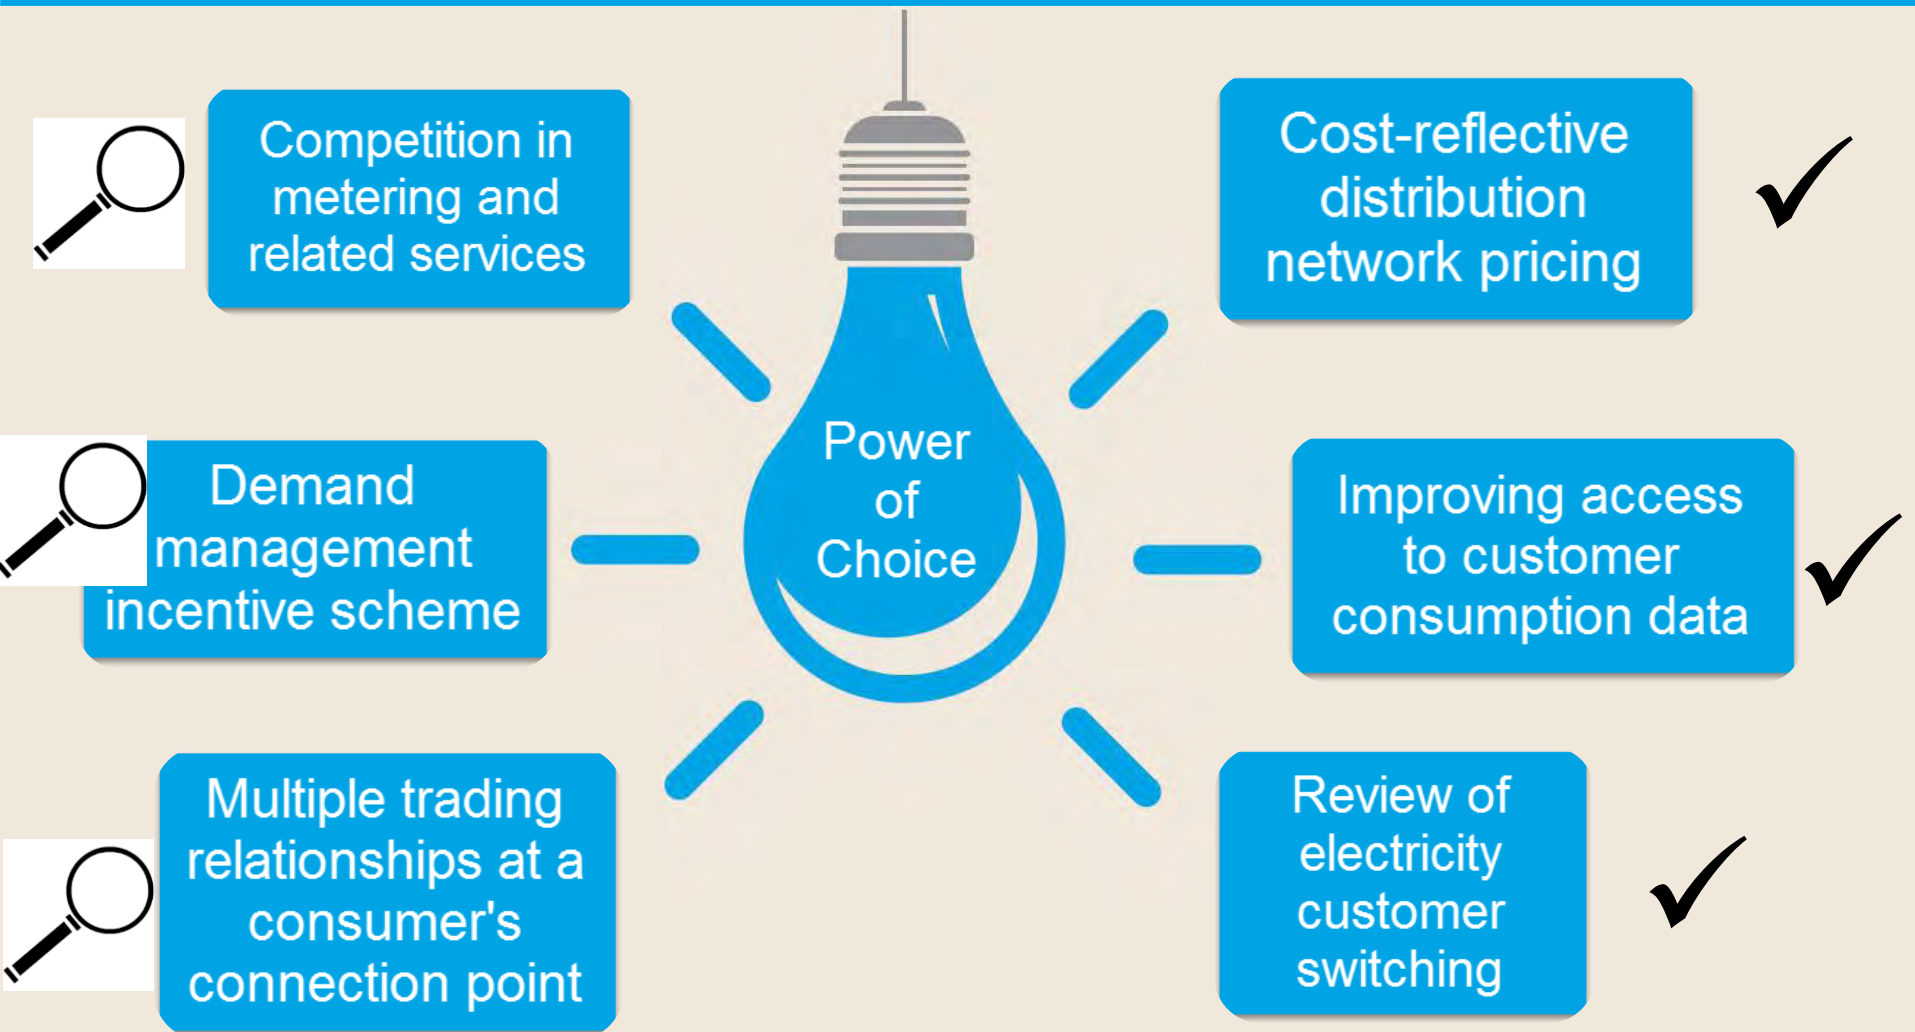 Competition in
metering and
related services
Demand
management
incentive scheme
Multiple trading
relationships at a
consumer's
connection point
Power
of
Choice
Cost-reflective
distribution
network pricing
Improving access
to customer
consumption data
Review of
electricity
customer
switching